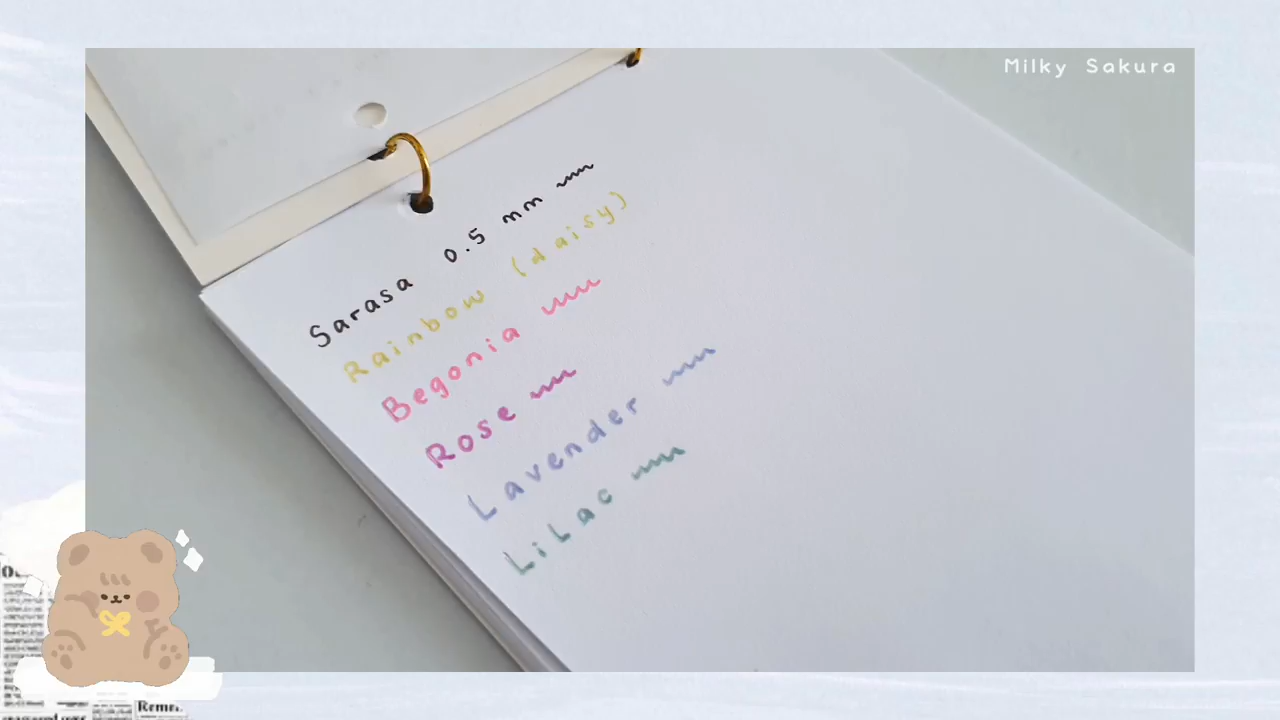 Milky Sakura
Sarasa 0.5 mm
Rainbow (daisy)
Begonia
Rose
Lavender
Lilac